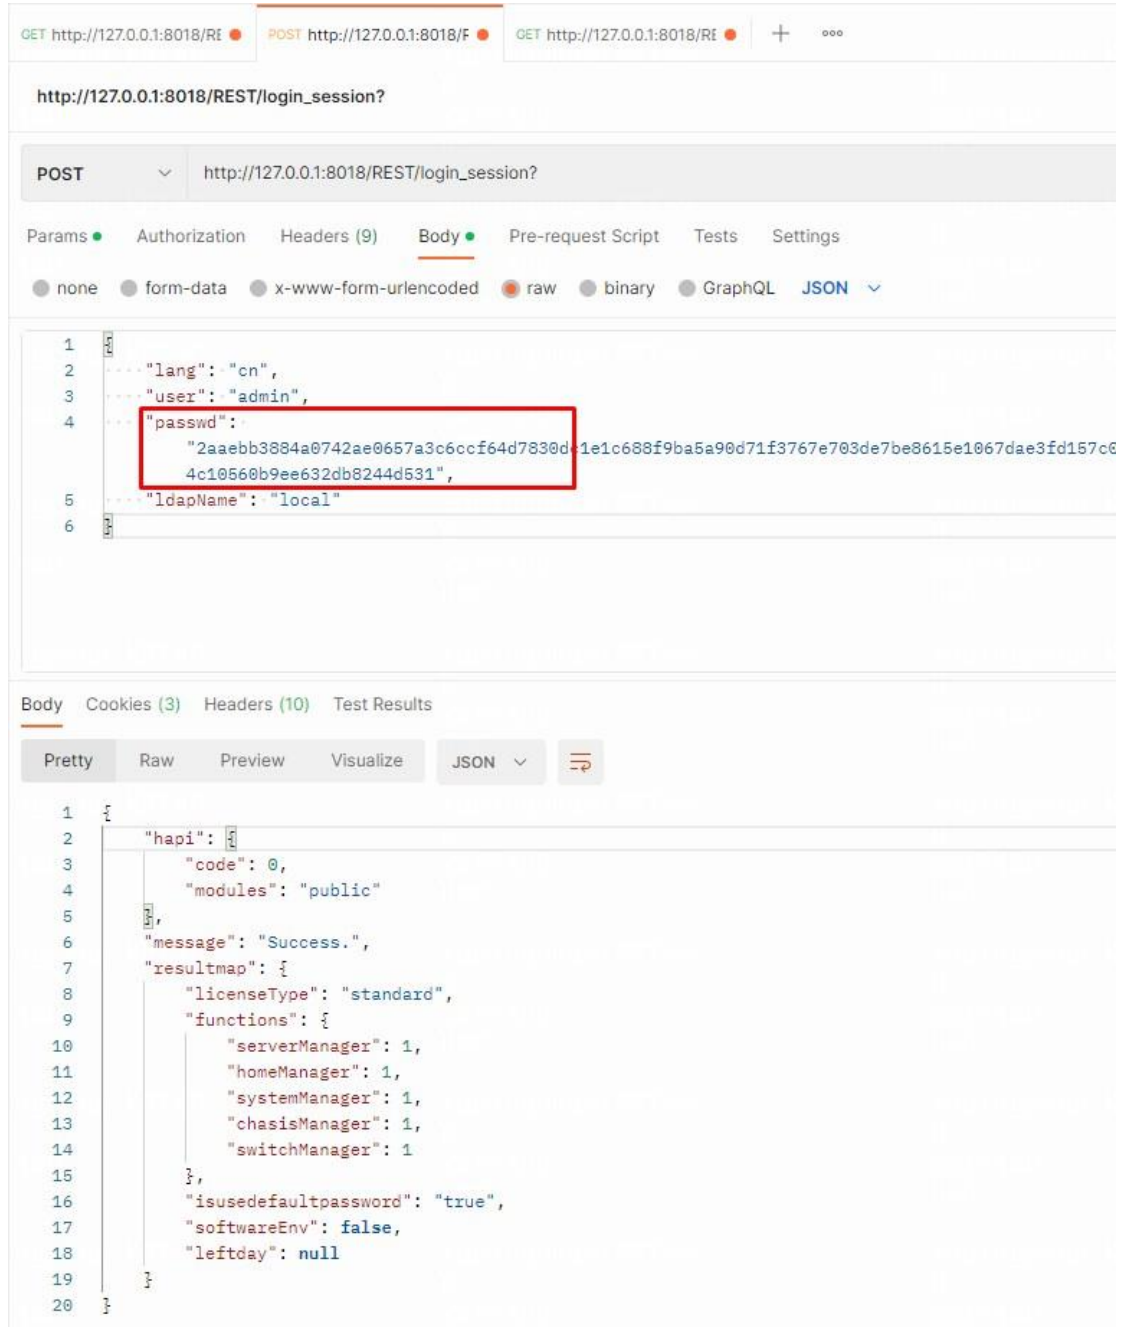 GET http://127.0.0.1:8018/RE POST http://127.0.0.1:8018/F GET http://127.0.0.1:8018/RE + ooo
http://127.0.0.1:8018/REST/login_session?
POST http://127.0.0.1:8018/REST/login_session?
Params Authorization Headers (9) Body Pre-request Script Tests Settings
none form-data x-www-form-urlencoded raw binary GraphQL JSON
1 {
2 "lang": "cn",
3 "user": "admin",
4 "passwd":
"2aaebb3884a0742ae0657a3c6ccf64d7830dc1e1c688f9ba5a90d71f3767e703de7be8615e1067dae3fd157c0
4c10560b9ee632db8244d531",
5 "ldapName": "local"
6 }
Body Cookies (3) Headers (10) Test Results
Pretty Raw Preview Visualize JSON
1 {
2 "hapi": {
3 "code": 0,
4 "modules": "public"
5 },
6 "message": "Success.",
7 "resultmap": {
8 "licenseType": "standard",
9 "functions": {
10 "serverManager": 1,
11 "homeManager": 1,
12 "systemManager": 1,
13 "chasisManager": 1,
14 "switchManager": 1
15 },
16 "isusedefaultpassword": "true",
17 "softwareEnv": false,
18 "leftday": null
19 }
20 }